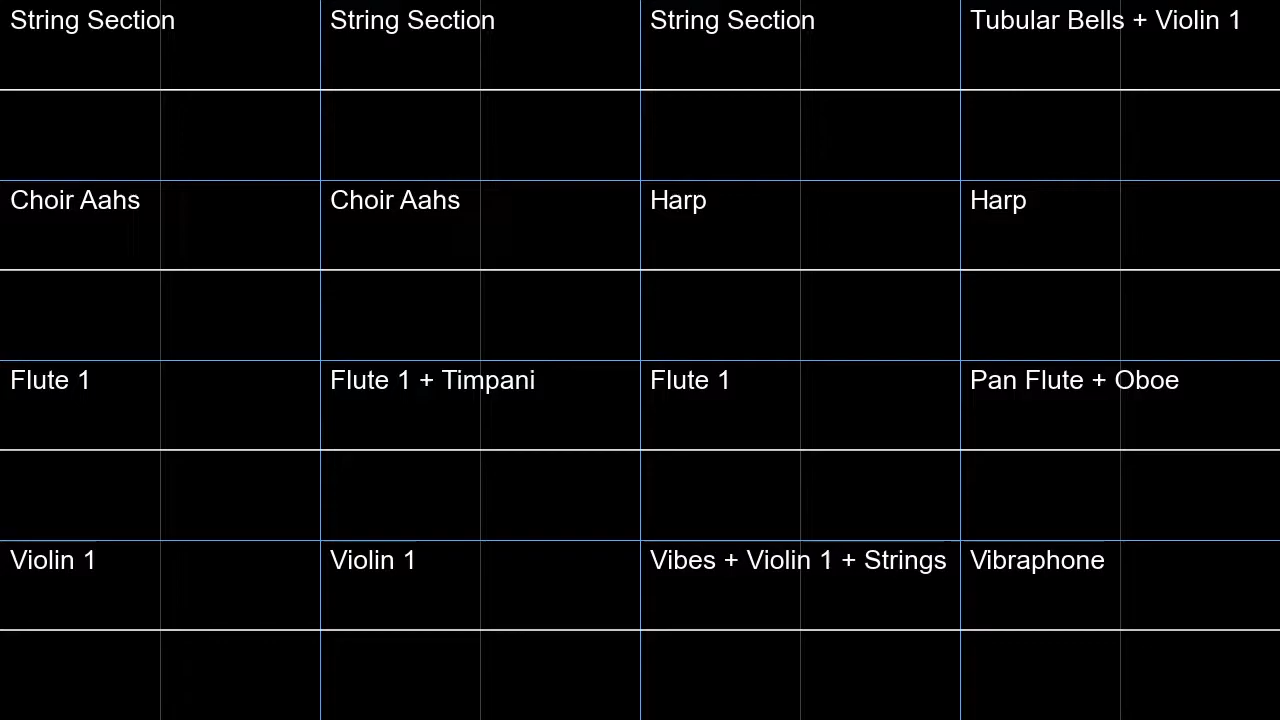 String Section
String Section
String Section
Tubular Bells + Violin 1
Choir Aahs
Choir Aahs
Harp
Harp
Flute 1
Flute 1 + Timpani
Flute 1
Pan Flute + Oboe
Violin 1
Violin 1
Vibes + Violin 1 + Strings
Vibraphone